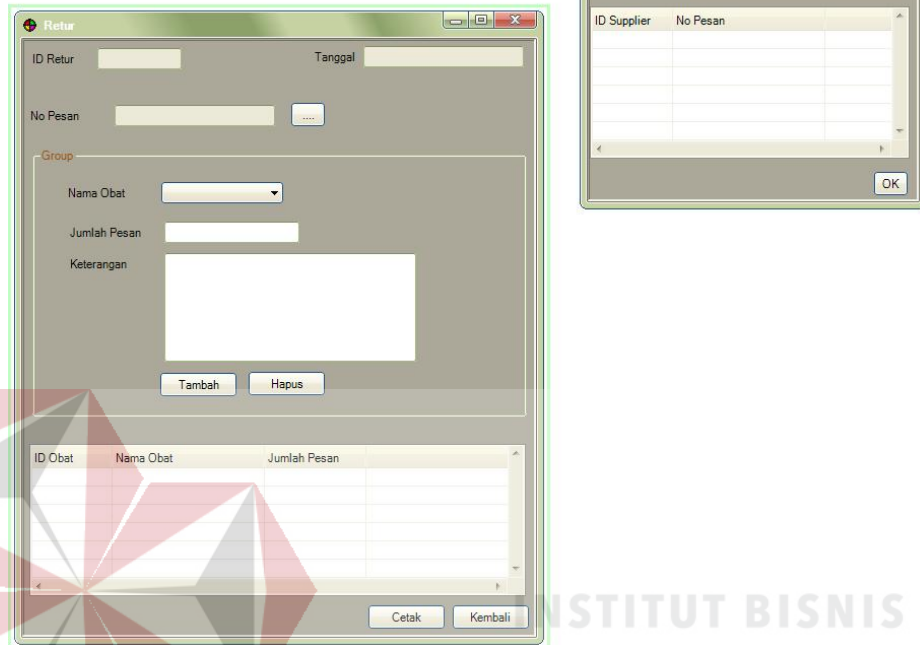 Retur
ID Retur
Tanggal
No Pesan
....
Group
Nama Obat
Jumlah Pesan
Keterangan
Tambah
Hapus
ID Obat Nama Obat Jumlah Pesan
Cetak
Kembali
ID Supplier No Pesan
OK
INSTITUT BISNIS